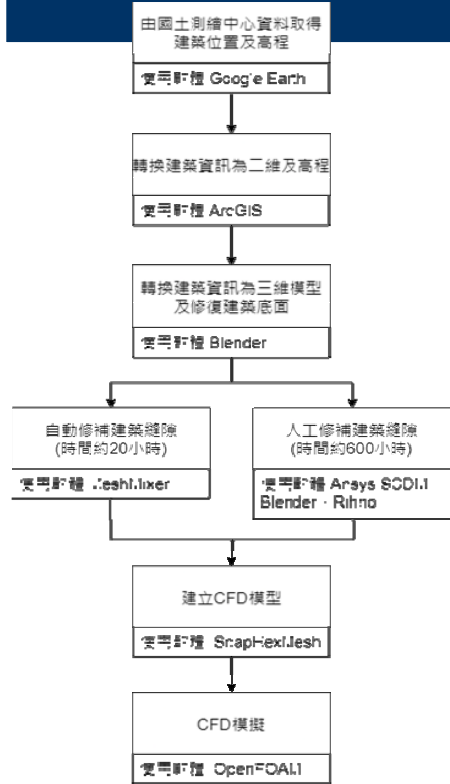 由國土測繪中心資料取得
建築位置及高程
使用軟體 Google Earth
轉換建築資訊為二維及高程
使用軟體 ArcGIS
轉換建築資訊為三維模型
及修復建築底面
使用軟體 Blender
自動修補建築縫隙
(時間約20小時)
使用軟體 MeshMixer
人工修補建築縫隙
(時間約600小時)
使用軟體 Ansys SCDM
Blender、Rihno
建立CFD模型
使用軟體 SnapHexMesh
CFD模擬
使用軟體 OpenFOAM